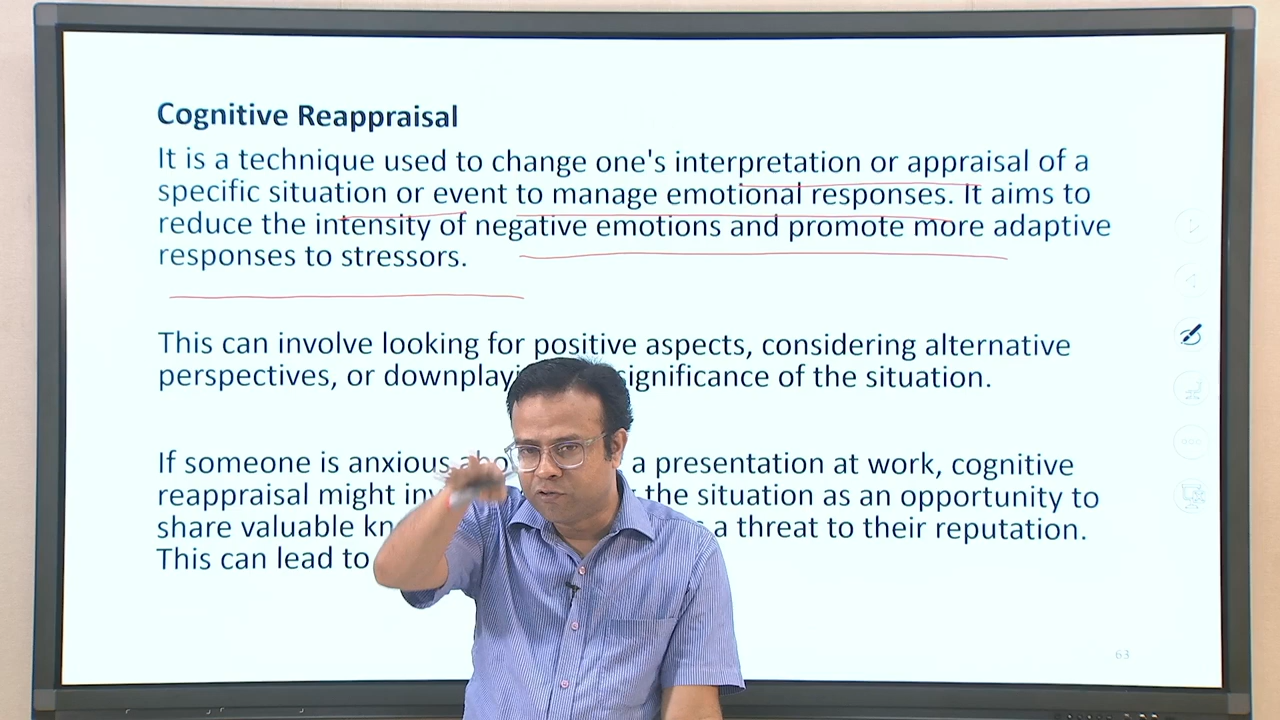 Cognitive Reappraisal
It is a technique used to change one's interpretation or appraisal of a
specific situation or event to manage emotional responses. It aims to
reduce the intensity of negative emotions and promote more adaptive
responses to stressors.
This can involve looking for positive aspects, considering alternative
perspectives, or significance of the situation.
If someone is anxious a presentation at work, cognitive
reappraisal might the situation as an opportunity to
share valuable a threat to their reputation.
This can lead to
63